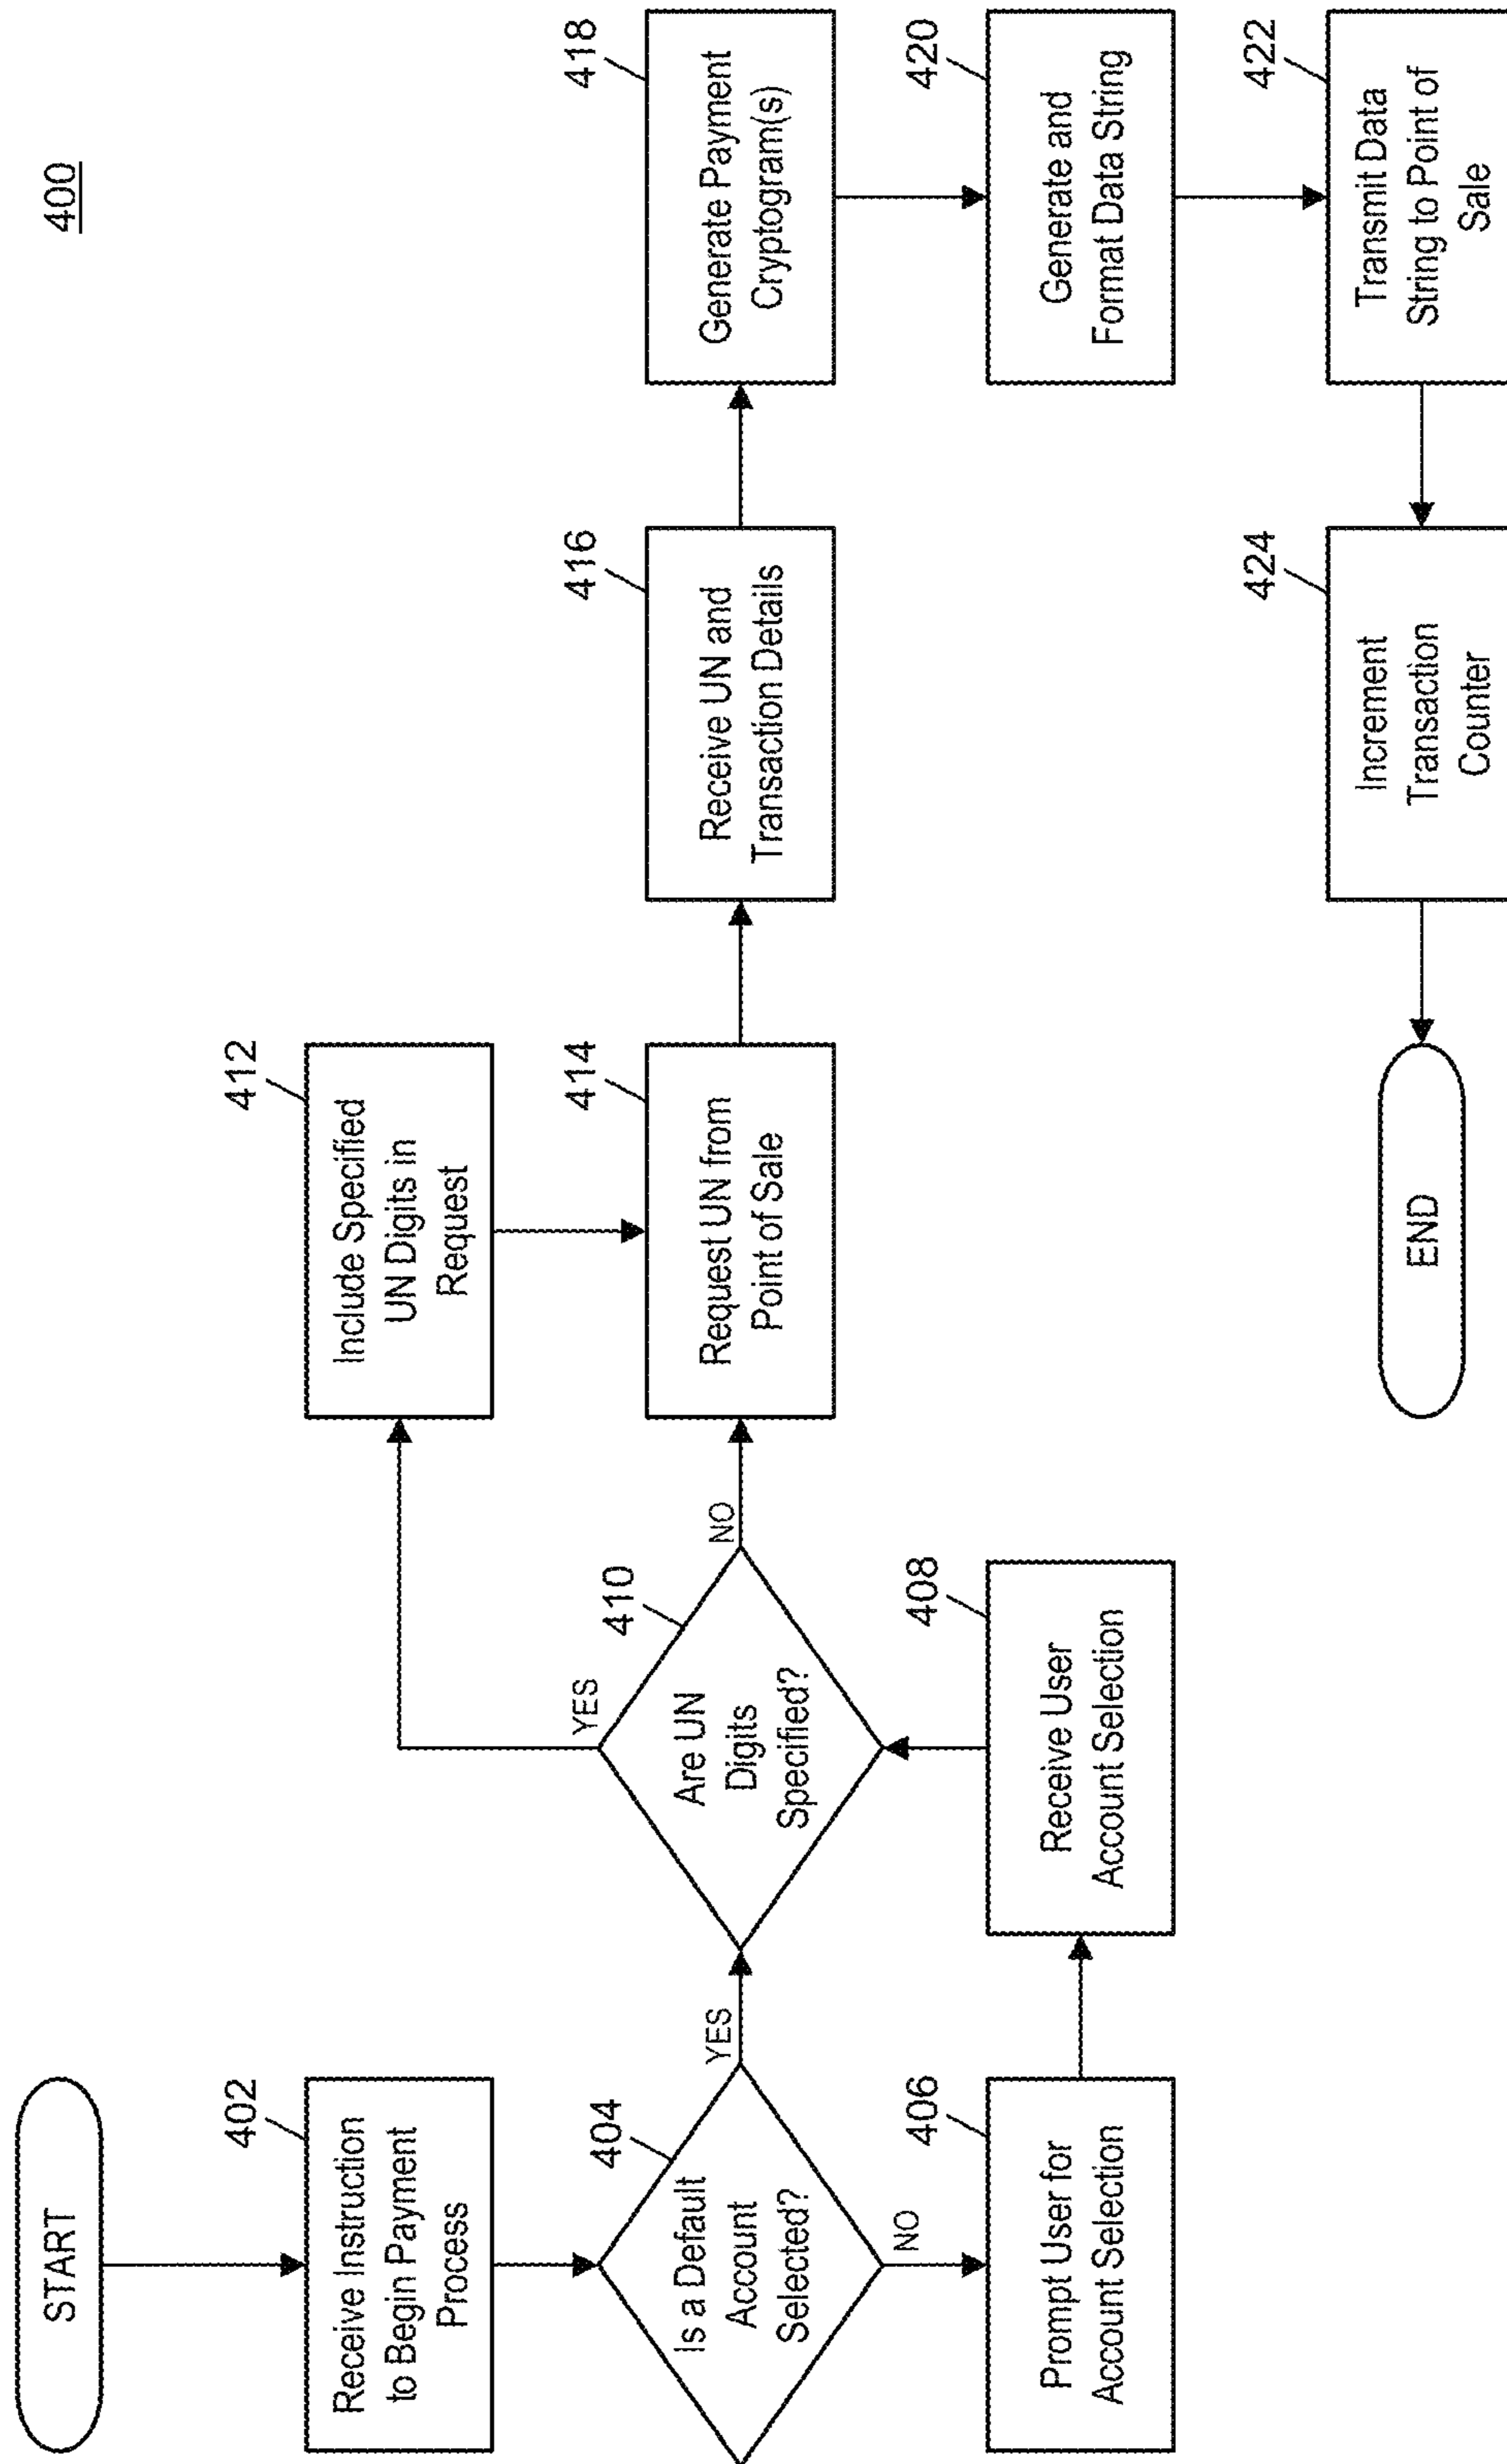 400
START
402
Receive Instruction
to Begin Payment
Process
404
Is a Default
Account
Selected?
YES
NO
406
Prompt User for
Account Selection
408
Receive User
Account Selection
410
Are UN
Digits
Specified?
YES
NO
412
Include Specified
UN Digits in
Request
414
Request UN from
Point of Sale
416
Receive UN and
Transaction Details
418
Generate Payment
Cryptogram(s)
420
Generate and
Format Data String
422
Transmit Data
String to Point of
Sale
424
Increment
Transaction
Counter
END